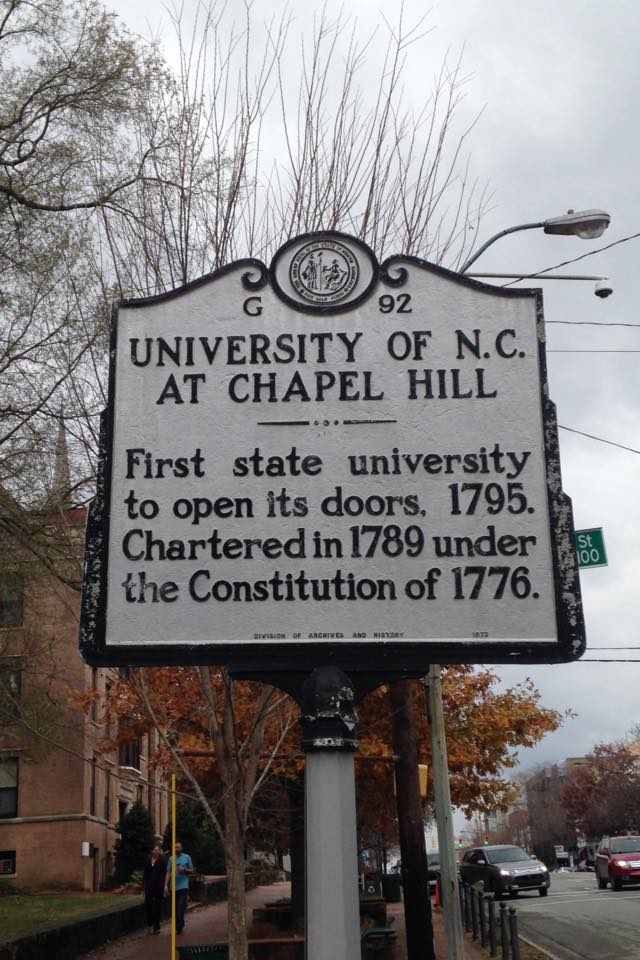 G 92
UNIVERSITY OF N.C.
AT CHAPEL HILL
First state university
to open its doors, 1795.
Chartered in 1789 under
the Constitution of 1776.
DIVISION OF ARCHIVES AND HISTORY 1973
St
100